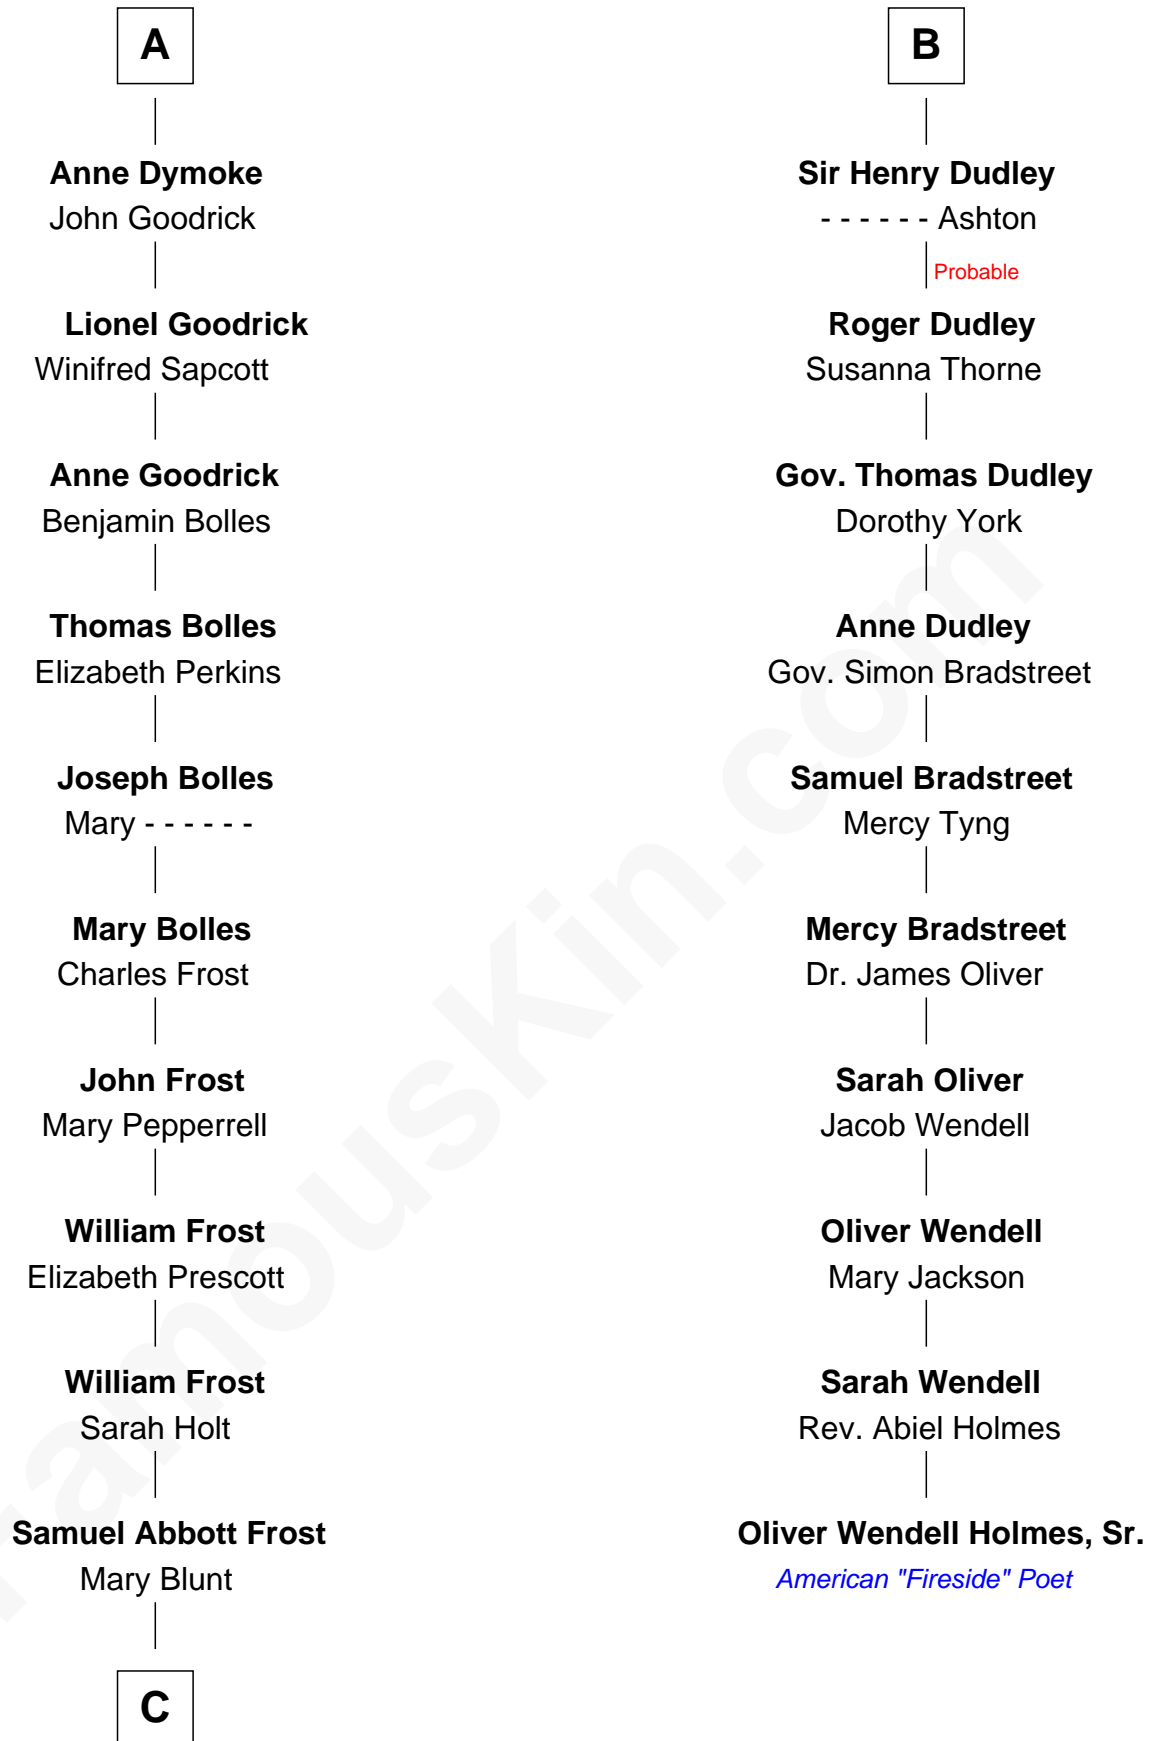 A
Anne Dymoke
John Goodrick
Lionel Goodrick
Winifred Sapcott
Anne Goodrick
Benjamin Bolles
Thomas Bolles
Elizabeth Perkins
Joseph Bolles
Mary - - - - - -
Mary Bolles
Charles Frost
John Frost
Mary Pepperrell
William Frost
Elizabeth Prescott
William Frost
Sarah Holt
Samuel Abbott Frost
Mary Blunt
C
B
Sir Henry Dudley
- - - - - - Ashton
Probable
Roger Dudley
Susanna Thorne
Gov. Thomas Dudley
Dorothy York
Anne Dudley
Gov. Simon Bradstreet
Samuel Bradstreet
Mercy Tyng
Mercy Bradstreet
Dr. James Oliver
Sarah Oliver
Jacob Wendell
Oliver Wendell
Mary Jackson
Sarah Wendell
Rev. Abiel Holmes
Oliver Wendell Holmes, Sr.
American "Fireside" Poet
FamousKin.com